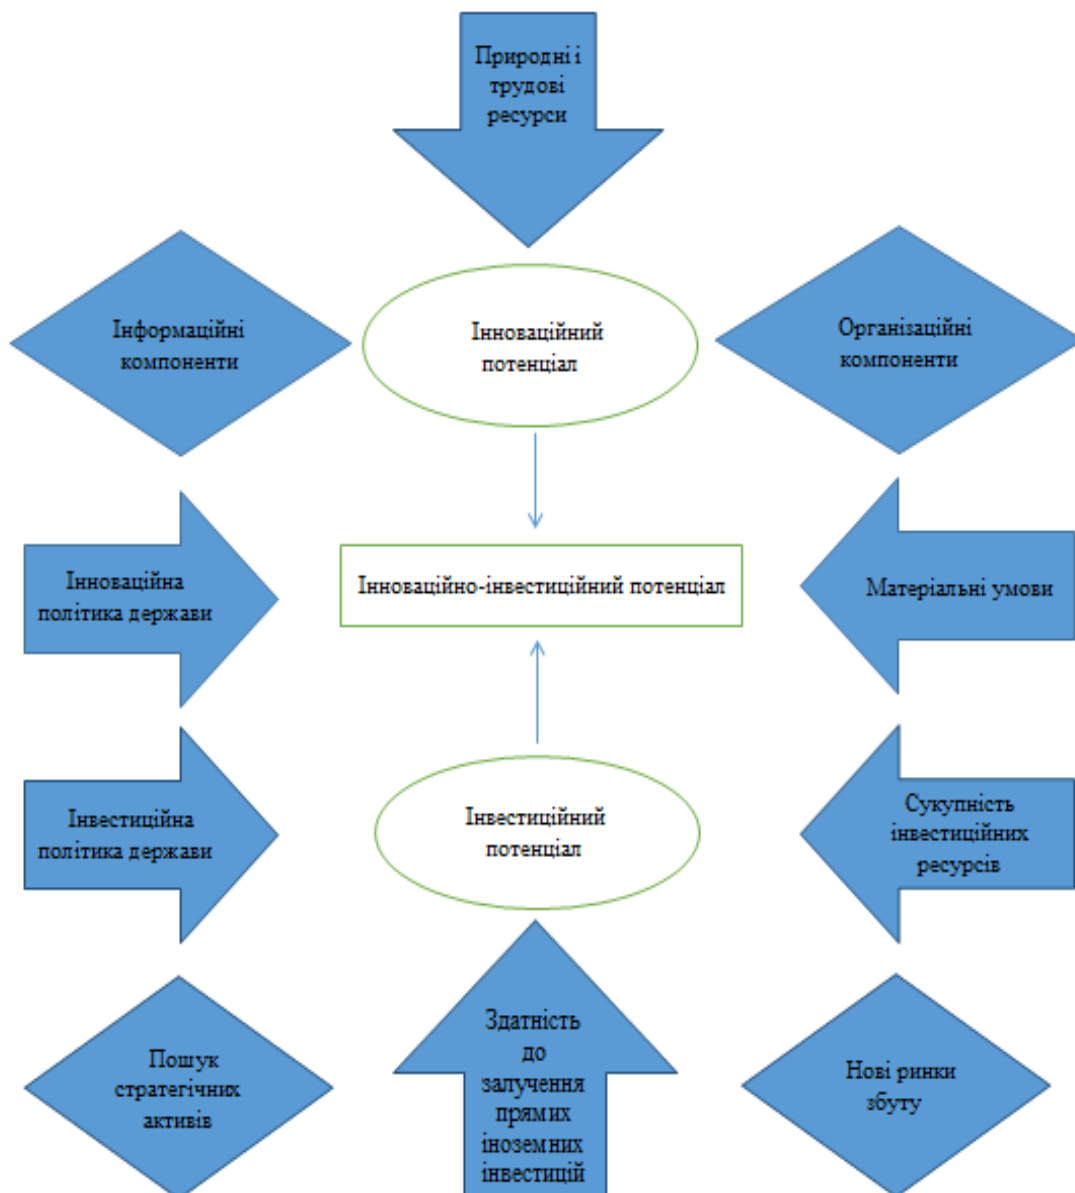 Природні і
трудові
ресурси
Інформаційні
компоненти
Інноваційний
потенціал
Організаційні
компоненти
Інноваційна
політика держави
Інноваційно-інвестиційний потенціал
Матеріальні умови
Інвестиційна
політика держави
Інвестиційний
потенціал
Сукупність
інвестиційних
ресурсів
Пошук
стратегічних
активів
Здатність
до
залучення
прямих
іноземних
інвестицій
Нові ринки
збуту